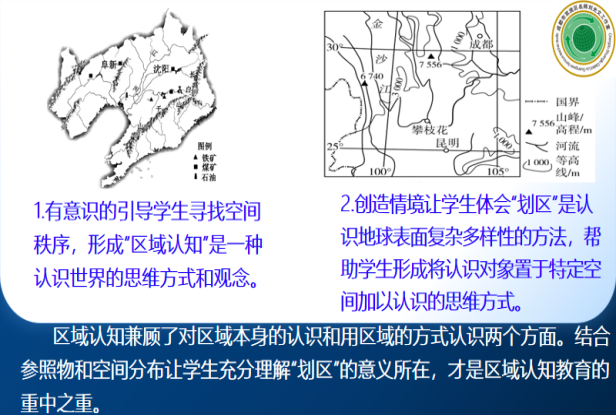 阜新
沈阳
图例
铁矿
煤矿
石油
金
沙
江
成都
30°
7 556
6 740
1 000
3 000
攀枝花
昆明
25°
1 000
100°
105°
国界
山峰/
7 556
高程/m
河流
1 000
等高
线/m
1.有意识的引导学生寻找空间
秩序，形成“区域认知”是一种
认识世界的思维方式和观念。
2.创造情境让学生体会“划区”是认
识地球表面复杂多样性的方法，帮
助学生形成将认识对象置于特定空
间加以认识的思维方式。
区域认知兼顾了对区域本身的认识和用区域的方式认识两个方面。结合
参照物和空间分布让学生充分理解“划区”的意义所在，才是区域认知教育的
重中之重。